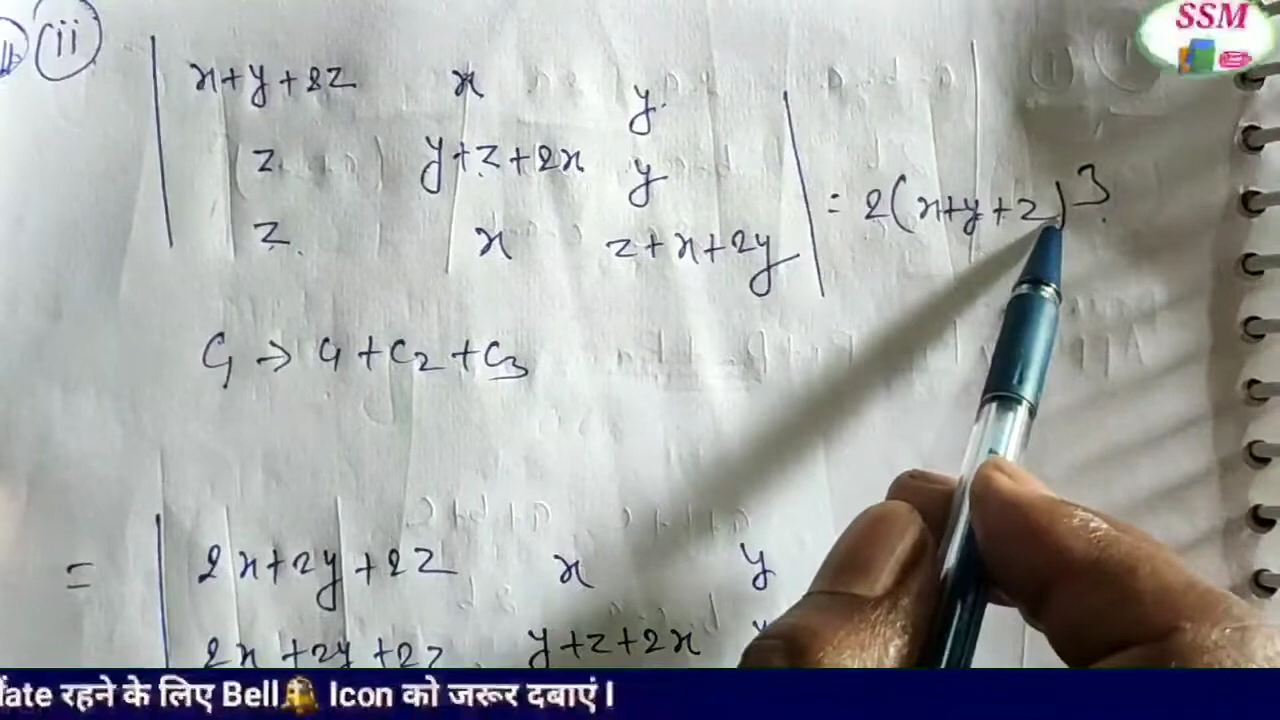 SSM
(ii)
| x+y+2z x y |
| z y+z+2x y | = 2(x+y+z)3
| z x z+x+2y |
C1 → C1 + C2 + C3
= | 2x+2y+2z x y
2x+2y+2z y+z+2x
रहने के लिए Bell🔔 Icon को जरूर दबाएं।